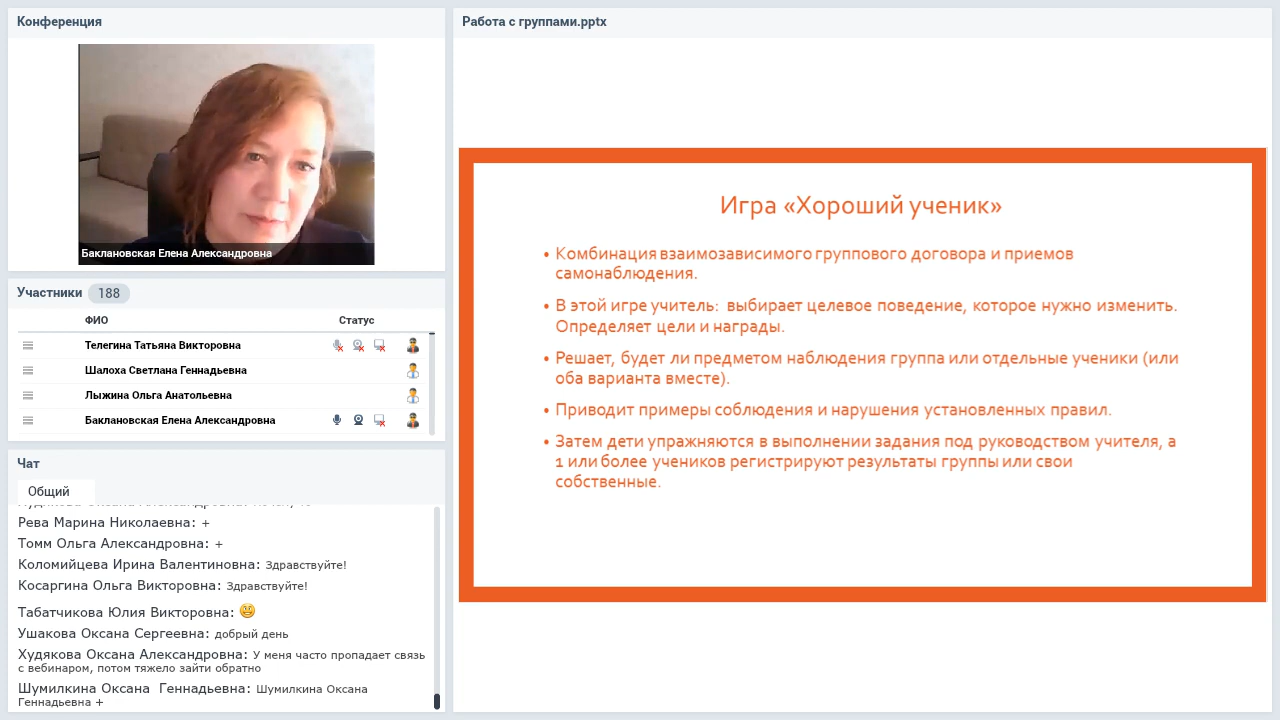 Конференция
Баклановская Елена Александровна
Участники 188
ФИО Статус
Телегина Татьяна Викторовна
Шалоха Светлана Геннадьевна
Лыжина Ольга Анатольевна
Баклановская Елена Александровна
Чат
Общий
Рева Марина Николаевна: +
Томм Ольга Александровна: +
Коломийцева Ирина Валентиновна: Здравствуйте!
Косаргина Ольга Викторовна: Здравствуйте!
Табатчикова Юлия Викторовна:
Ушакова Оксана Сергеевна: добрый день
Худякова Оксана Александровна: У меня часто пропадает связь
с вебинаром, потом тяжело зайти обратно
Шумилкина Оксана Геннадьевна: Шумилкина Оксана
Геннадьевна +
Работа с группами.pptx
Игра «Хороший ученик»
• Комбинация взаимозависимого группового договора и приемов
самонаблюдения.
• В этой игре учитель: выбирает целевое поведение, которое нужно изменить.
Определяет цели и награды.
• Решает, будет ли предметом наблюдения группа или отдельные ученики (или
оба варианта вместе).
• Приводит примеры соблюдения и нарушения установленных правил.
• Затем дети упражняются в выполнении задания под руководством учителя, а
1 или более учеников регистрируют результаты группы или свои
собственные.